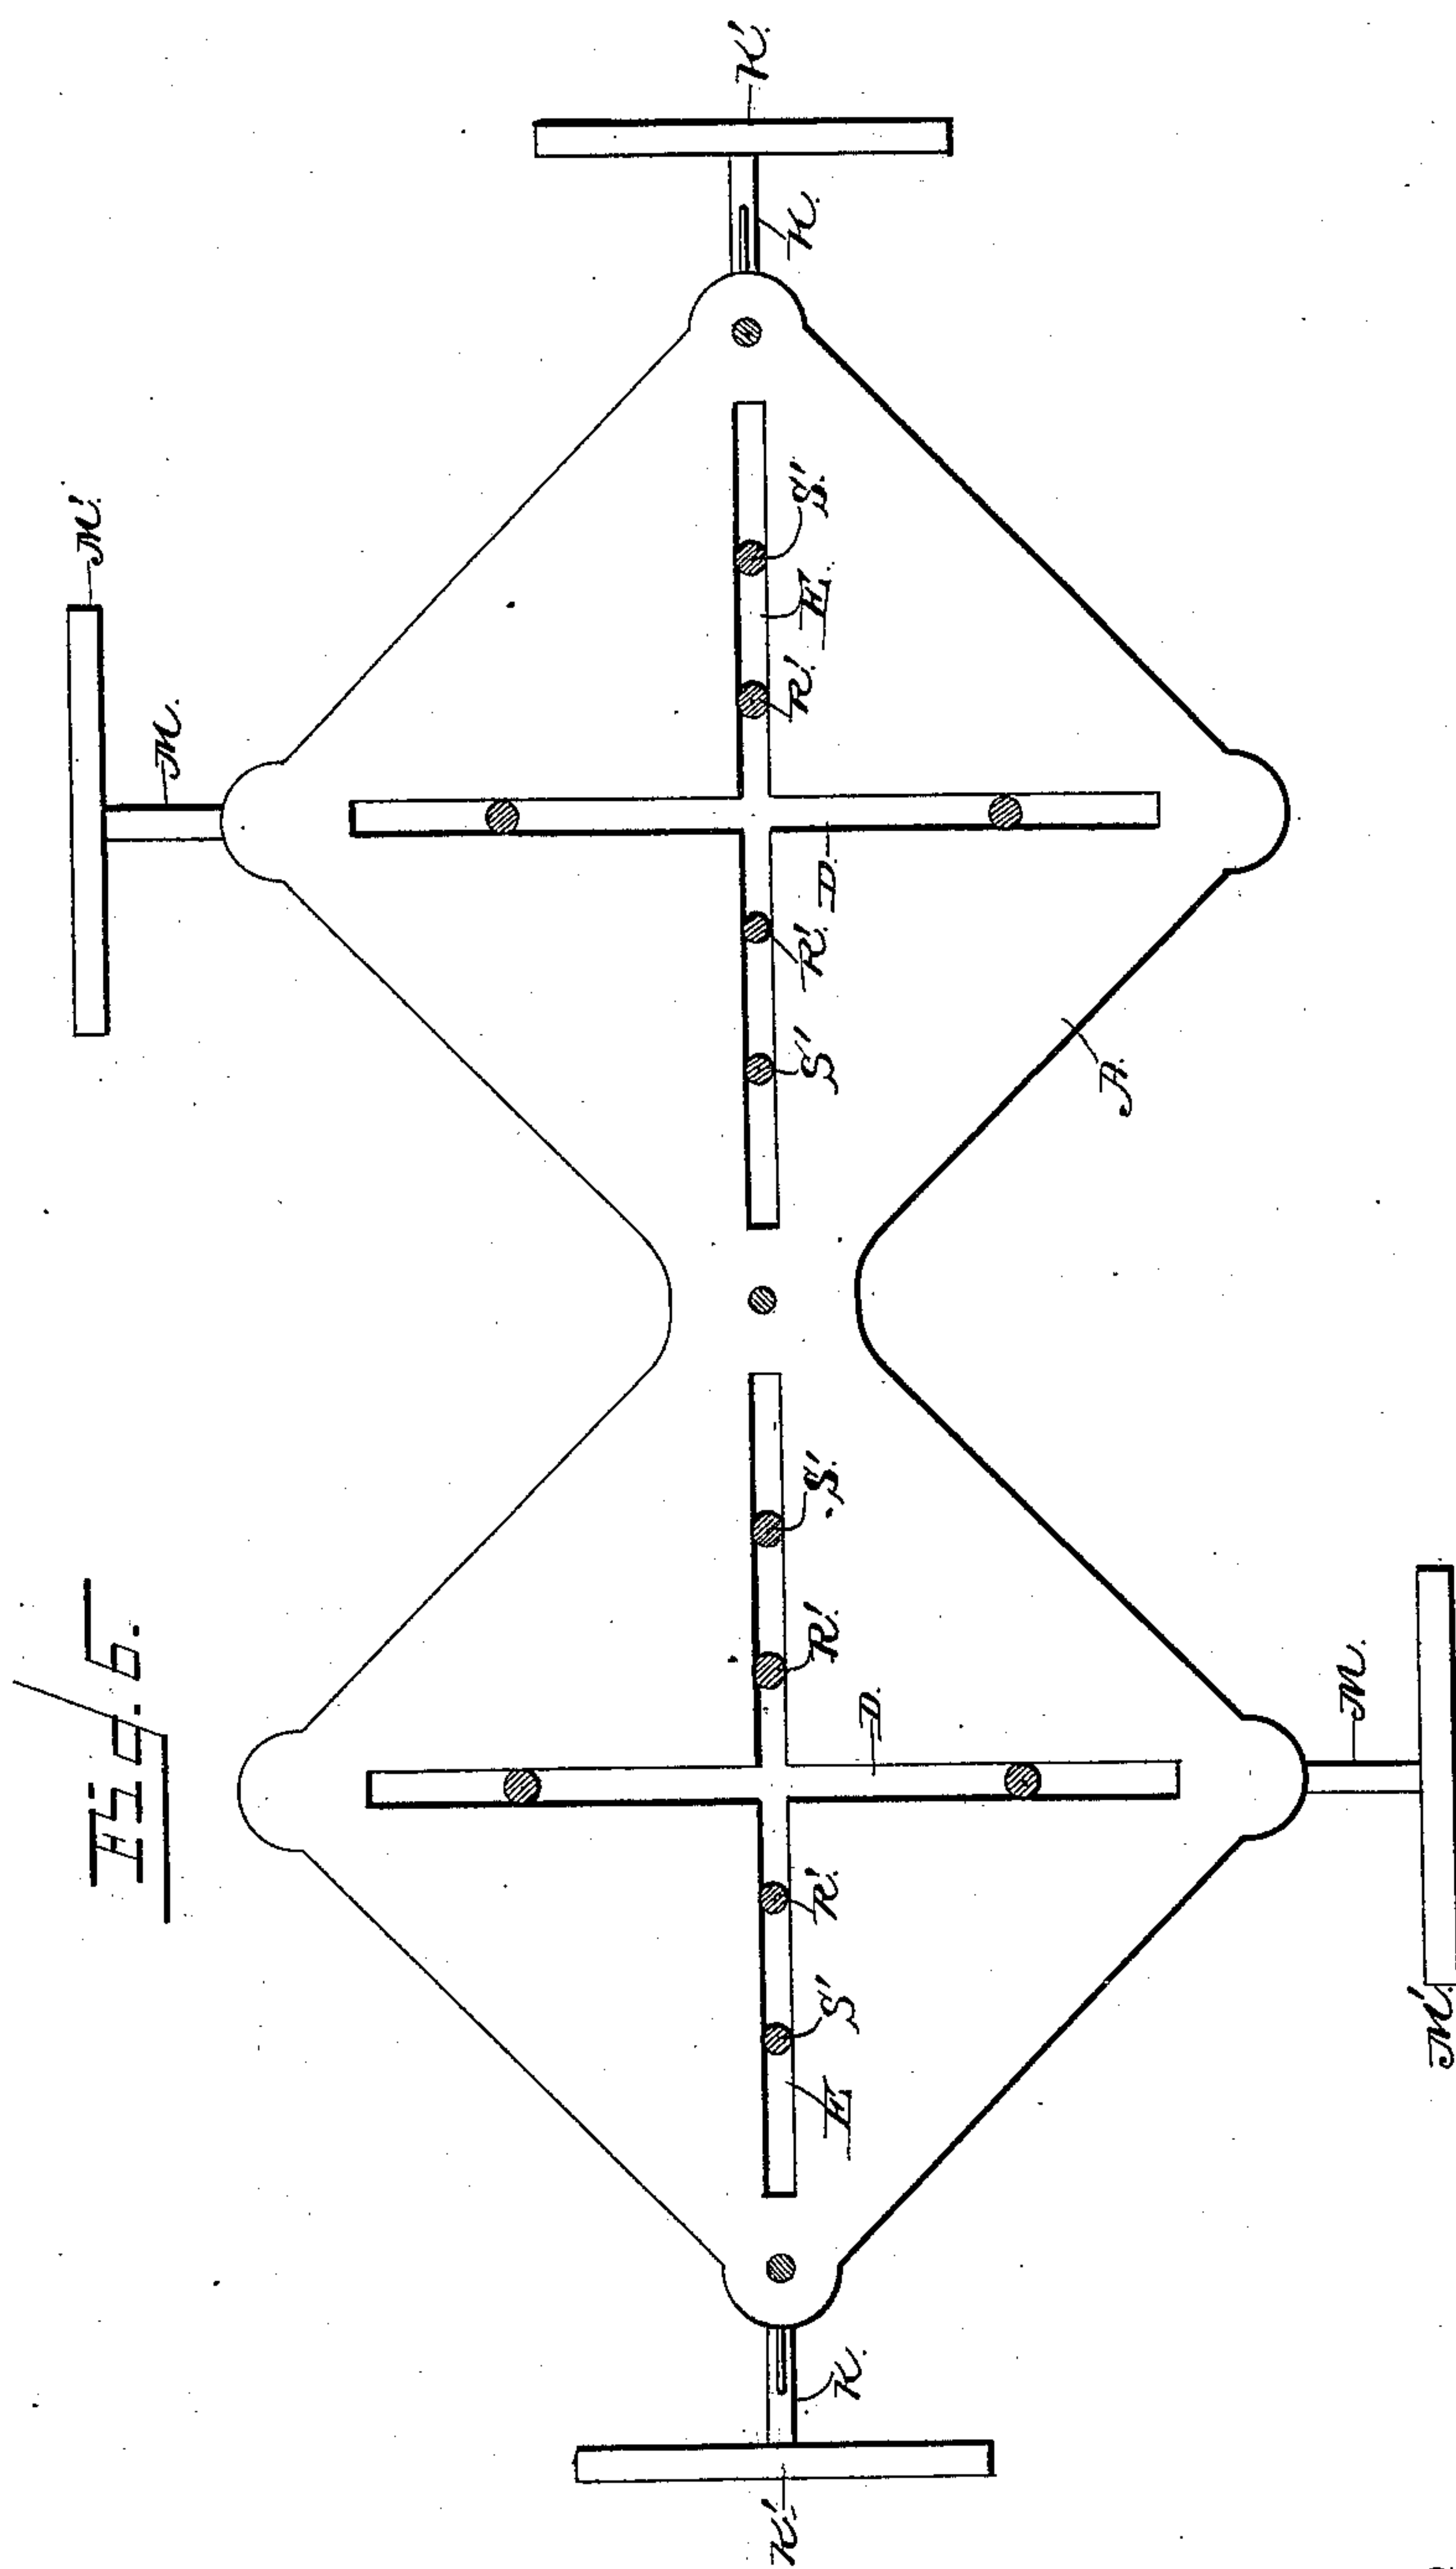 Fig. 6.
M'.
M.
K'.
K.
E
S'
R'.
D.
R'.
S'.
S'
R'.
D.
R'.
E.
S'.
K.
K'.
A.
M.
M'.